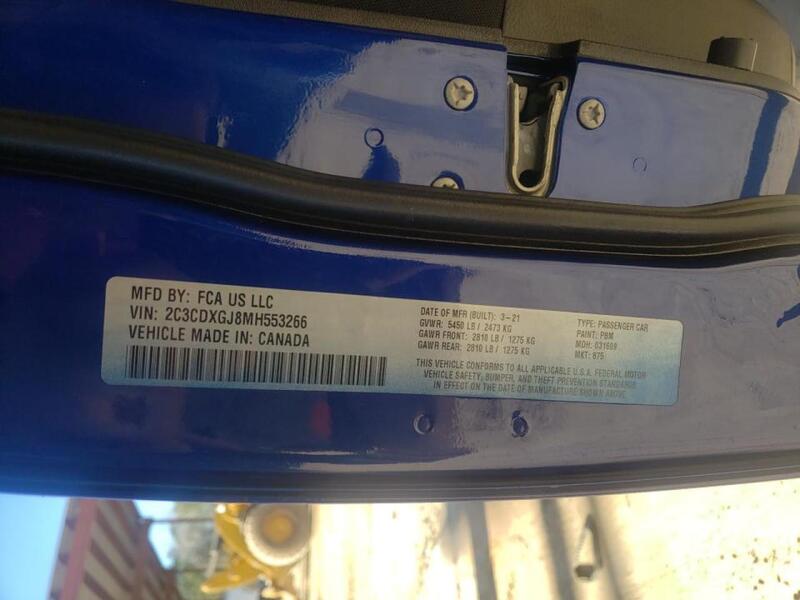 MFD BY: FCA US LLC
VIN: 2C3CDXGJ8MH553266
VEHICLE MADE IN: CANADA
DATE OF MFR (BUILT): 3-21
GVWR: 5450 LB / 2473 KG
GAWR FRONT: 2810 LB / 1275 KG
GAWR REAR: 2810 LB / 1275 KG
TYPE: PASSENGER CAR
PAINT: PBM
MDH: 031609
MKT: 875
THIS VEHICLE CONFORMS TO ALL APPLICABLE U.S.A. FEDERAL MOTOR
VEHICLE SAFETY, BUMPER, AND THEFT PREVENTION STANDARDS
IN EFFECT ON THE DATE OF MANUFACTURE SHOWN ABOVE